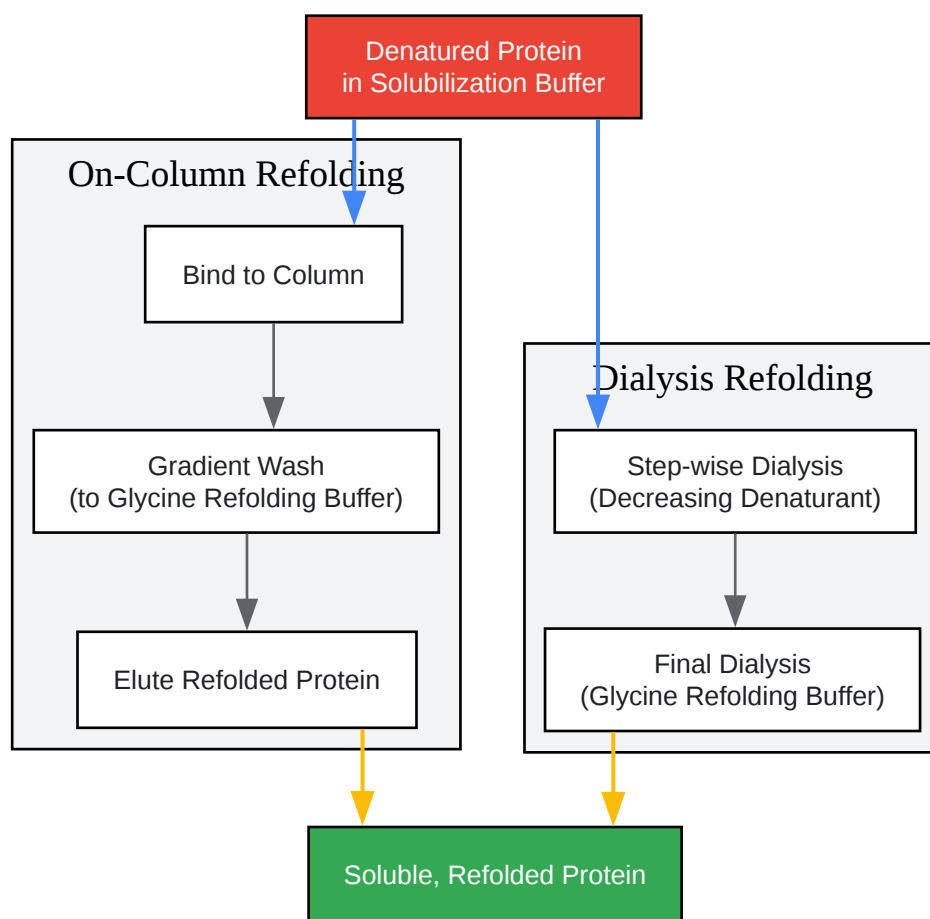 Denatured Protein
in Solubilization Buffer
On-Column Refolding
Bind to Column
Gradient Wash
(to Glycine Refolding Buffer)
Elute Refolded Protein
Dialysis Refolding
Step-wise Dialysis
(Decreasing Denaturant)
Final Dialysis
(Glycine Refolding Buffer)
Soluble, Refolded Protein